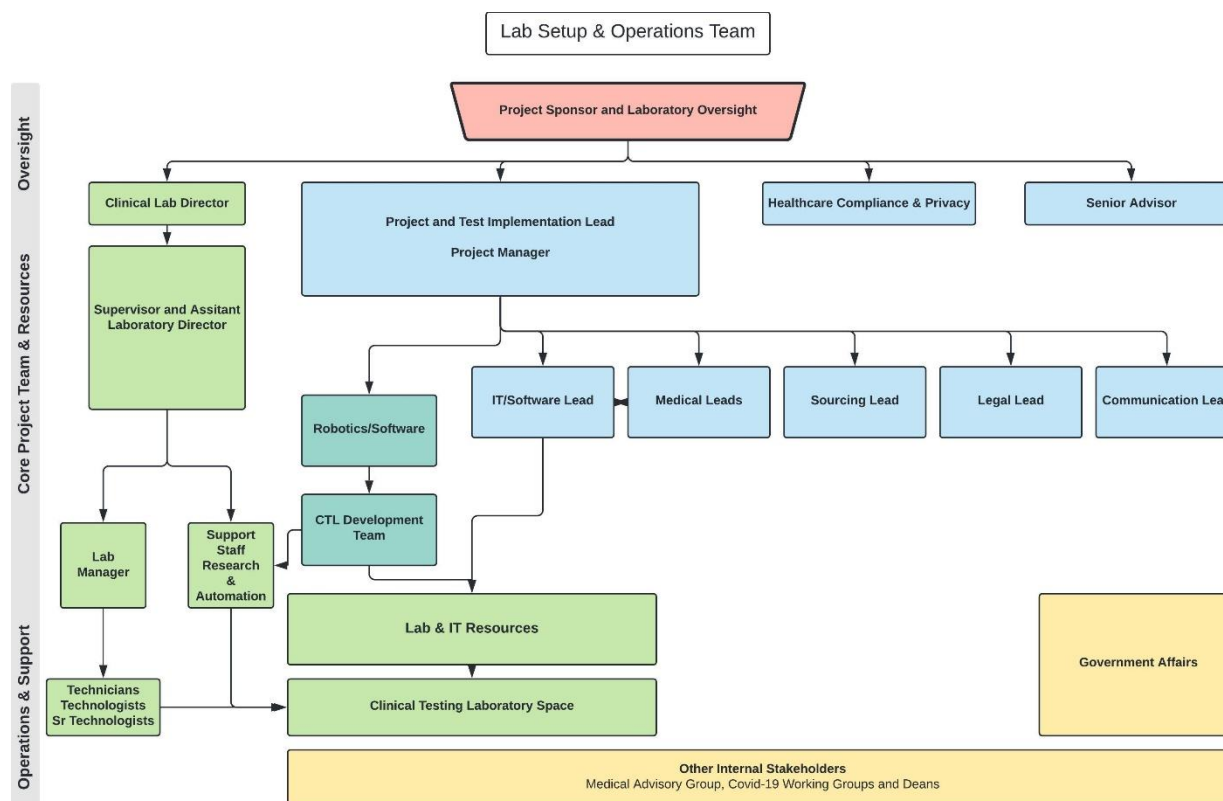 Lab Setup & Operations Team
Oversight
Project Sponsor and Laboratory Oversight
Clinical Lab Director
Project and Test Implementation Lead
Project Manager
Healthcare Compliance & Privacy
Senior Advisor
Core Project Team & Resources
Supervisor and Assitant
Laboratory Director
IT/Software Lead
Medical Leads
Sourcing Lead
Legal Lead
Communication Lea
Robotics/Software
CTL Development
Team
Lab
Manager
Support
Staff
Research
&
Automation
Operations & Support
Lab & IT Resources
Government Affairs
Technicians
Technologists
Sr Technologists
Clinical Testing Laboratory Space
Other Internal Stakeholders
Medical Advisory Group, Covid-19 Working Groups and Deans